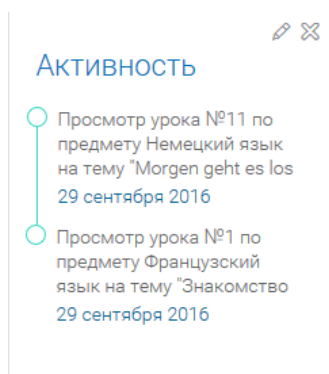 Активность
Просмотр урока №11 по
предмету Немецкий язык
на тему "Morgen geht es los
29 сентября 2016
Просмотр урока №1 по
предмету Французский
язык на тему "Знакомство
29 сентября 2016